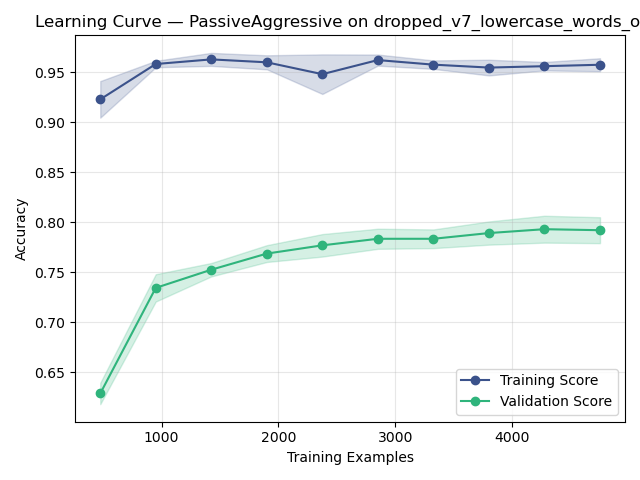 Learning Curve — PassiveAggressive on dropped_v7_lowercase_words_o
0.95
0.90
0.85
0.80
0.75
0.70
0.65
Accuracy
Training Score
Validation Score
1000
2000
3000
4000
Training Examples